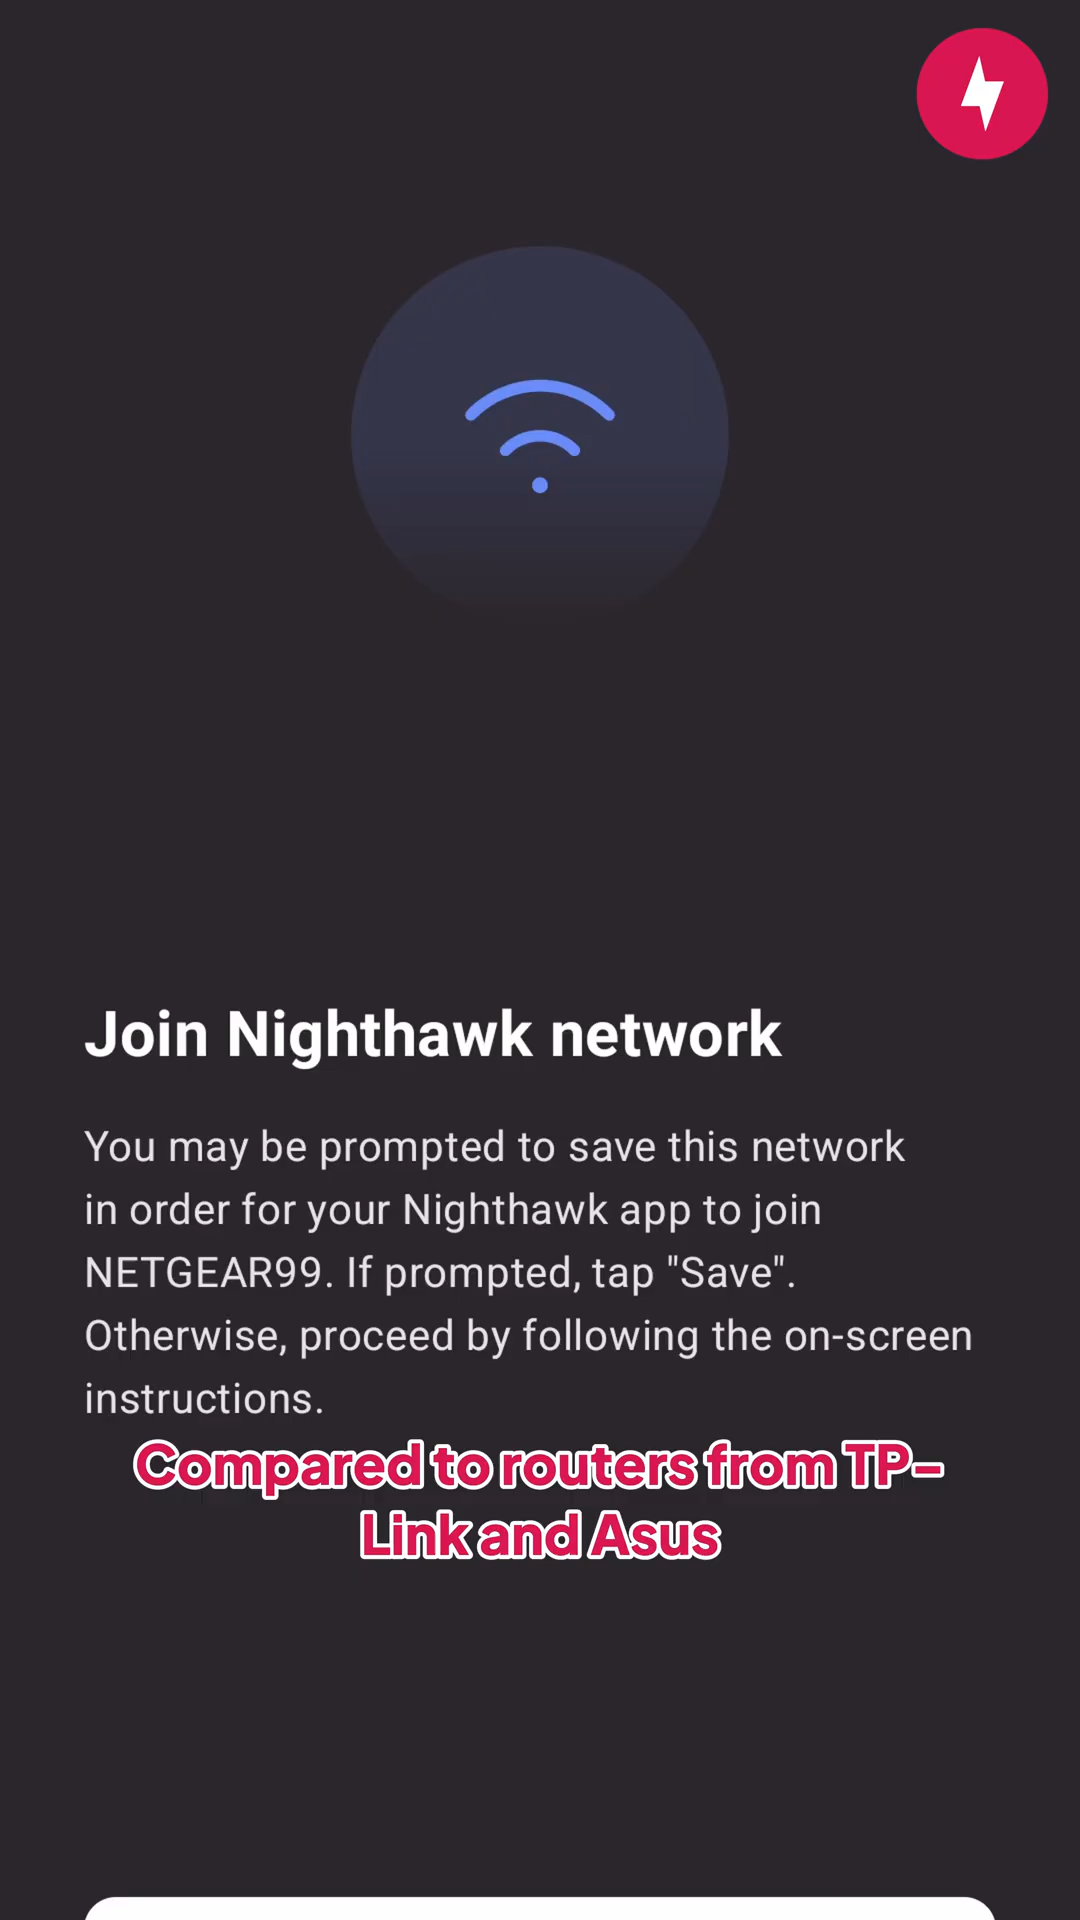 Join Nighthawk network
You may be prompted to save this network
in order for your Nighthawk app to join
NETGEAR99. If prompted, tap "Save".
Otherwise, proceed by following the on-screen
instructions.
Compared to routers from TP-
Link and Asus